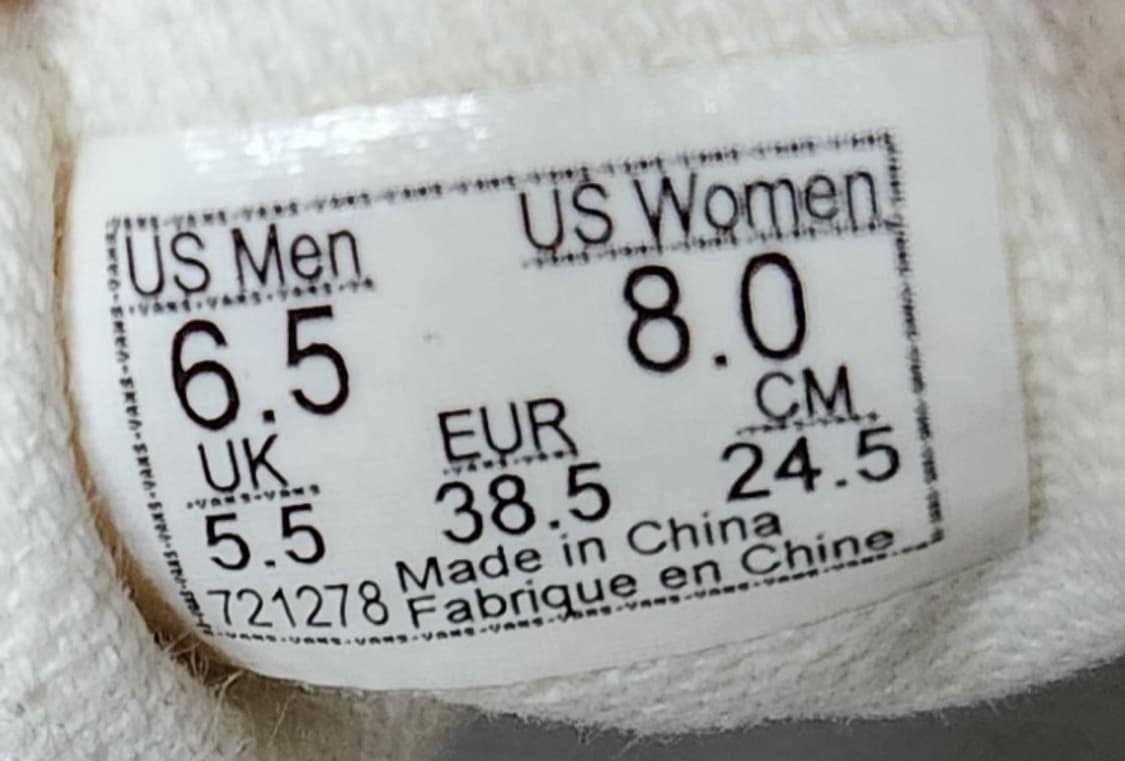 US Men US Women
6.5 8.0
UK EUR CM
5.5 38.5 24.5
721278 Made in China
Fabrique en Chine